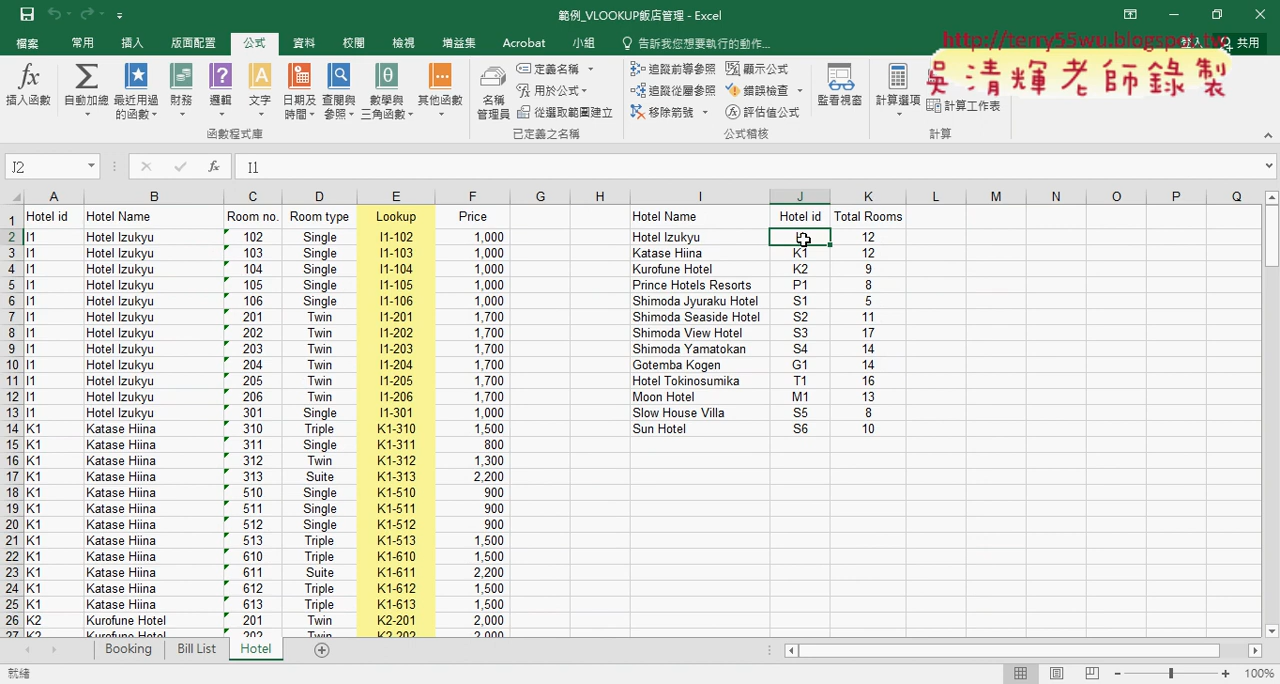 範例_VLOOKUP飯店管理 - Excel
檔案 常用 插入 版面配置 公式 資料 校閱 檢視 增益集 Acrobat 小組 告訴我您想要執行的動作... 登入 共用
http://terry55wu.blogspot.tw
吳清輝老師錄製
插入函數 自動加總 最近用過的函數 財務 邏輯 文字 日期及時間 查閱與參照 數學與三角函數 其他函數
函數程式庫
名稱管理員 定義名稱 用於公式 從選取範圍建立
已定義之名稱
追蹤前導參照 追蹤從屬參照 移除箭號 顯示公式 錯誤檢查 評估值公式
公式稽核
監看視窗 計算選項 計算工作表
計算
J2 fx I1
A B C D E F G H I J K L M N O P Q
1 Hotel id Hotel Name Room no. Room type Lookup Price Hotel Name Hotel id Total Rooms
2 I1 Hotel Izukyu 102 Single I1-102 1,000 Hotel Izukyu 12
3 I1 Hotel Izukyu 103 Single I1-103 1,000 Katase Hiina K1 12
4 I1 Hotel Izukyu 104 Single I1-104 1,000 Kurofune Hotel K2 9
5 I1 Hotel Izukyu 105 Single I1-105 1,000 Prince Hotels Resorts P1 8
6 I1 Hotel Izukyu 106 Single I1-106 1,000 Shimoda Jyuraku Hotel S1 5
7 I1 Hotel Izukyu 201 Twin I1-201 1,700 Shimoda Seaside Hotel S2 11
8 I1 Hotel Izukyu 202 Twin I1-202 1,700 Shimoda View Hotel S3 17
9 I1 Hotel Izukyu 203 Twin I1-203 1,700 Shimoda Yamatokan S4 14
10 I1 Hotel Izukyu 204 Twin I1-204 1,700 Gotemba Kogen G1 14
11 I1 Hotel Izukyu 205 Twin I1-205 1,700 Hotel Tokinosumika T1 16
12 I1 Hotel Izukyu 206 Twin I1-206 1,700 Moon Hotel M1 13
13 I1 Hotel Izukyu 301 Single I1-301 1,000 Slow House Villa S5 8
14 K1 Katase Hiina 310 Triple K1-310 1,500 Sun Hotel S6 10
15 K1 Katase Hiina 311 Single K1-311 800
16 K1 Katase Hiina 312 Twin K1-312 1,300
17 K1 Katase Hiina 313 Suite K1-313 2,200
18 K1 Katase Hiina 510 Single K1-510 900
19 K1 Katase Hiina 511 Single K1-511 900
20 K1 Katase Hiina 512 Single K1-512 900
21 K1 Katase Hiina 513 Triple K1-513 1,500
22 K1 Katase Hiina 610 Triple K1-610 1,500
23 K1 Katase Hiina 611 Suite K1-611 2,200
24 K1 Katase Hiina 612 Triple K1-612 1,500
25 K1 Katase Hiina 613 Triple K1-613 1,500
26 K2 Kurofune Hotel 201 Twin K2-201 2,000
27 K2 Kurofune Hotel 202 Twin K2-202 2,000
Booking Bill List Hotel
就緒 100%